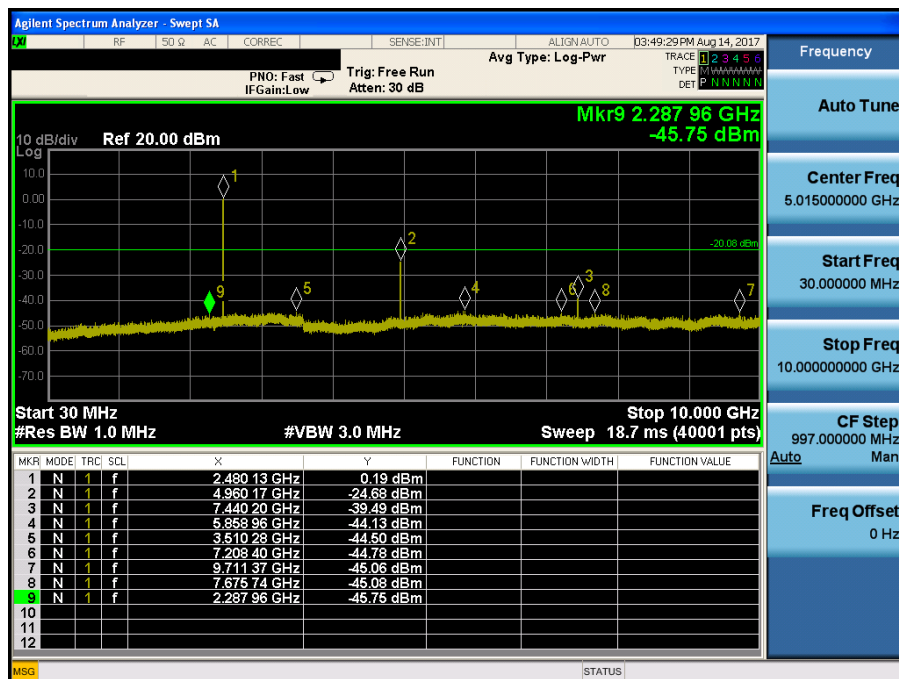 Agilent Spectrum Analyzer - Swept SA
LXI RF 50 Ω AC CORREC SENSE:INT ALIGN AUTO 03:49:29 PM Aug 14, 2017
PNO: Fast
IFGain:Low
Trig: Free Run
Atten: 30 dB
Avg Type: Log-Pwr
TRACE 1 2 3 4 5 6
TYPE M
DET P N N N N N
Mkr9 2.287 96 GHz
-45.75 dBm
10 dB/div Ref 20.00 dBm
Log
10.0
0.00
-10.0
-20.0
-30.0
-40.0
-50.0
-60.0
-70.0
1
2
-20.08 dBm
3
9
5
4
6
8
7
Start 30 MHz Stop 10.000 GHz
#Res BW 1.0 MHz #VBW 3.0 MHz Sweep 18.7 ms (40001 pts)
MKR MODE TRC SCL X Y FUNCTION FUNCTION WIDTH FUNCTION VALUE
1 N 1 f 2.480 13 GHz 0.19 dBm
2 N 1 f 4.960 17 GHz -24.68 dBm
3 N 1 f 7.440 20 GHz -39.49 dBm
4 N 1 f 5.858 96 GHz -44.13 dBm
5 N 1 f 3.510 28 GHz -44.50 dBm
6 N 1 f 7.208 40 GHz -44.78 dBm
7 N 1 f 9.711 37 GHz -45.06 dBm
8 N 1 f 7.675 74 GHz -45.08 dBm
9 N 1 f 2.287 96 GHz -45.75 dBm
10
11
12
MSG STATUS
Frequency
Auto Tune
Center Freq
5.015000000 GHz
Start Freq
30.000000 MHz
Stop Freq
10.000000000 GHz
CF Step
997.000000 MHz
Auto Man
Freq Offset
0 Hz